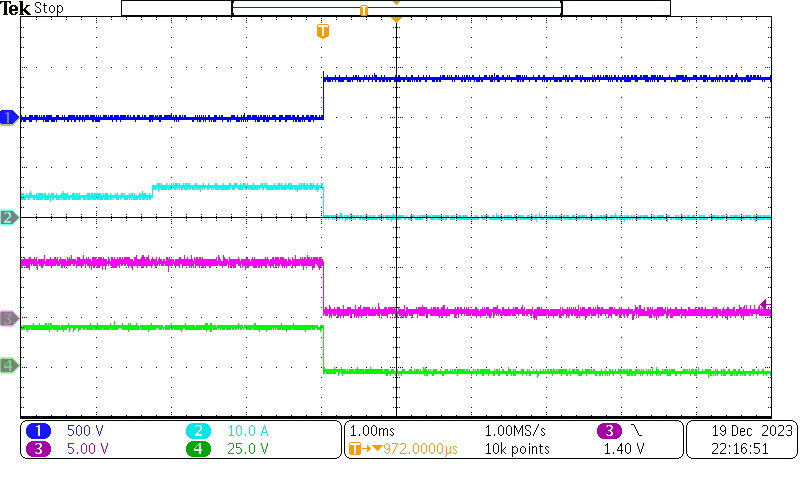 Tek Stop
T
T
1
2
3
4
1 500 V 2 10.0 A 1.00ms 1.00MS/s 3 19 Dec 2023
3 5.00 V 4 25.0 V T→▼972.0000µs 10k points 1.40 V 22:16:51